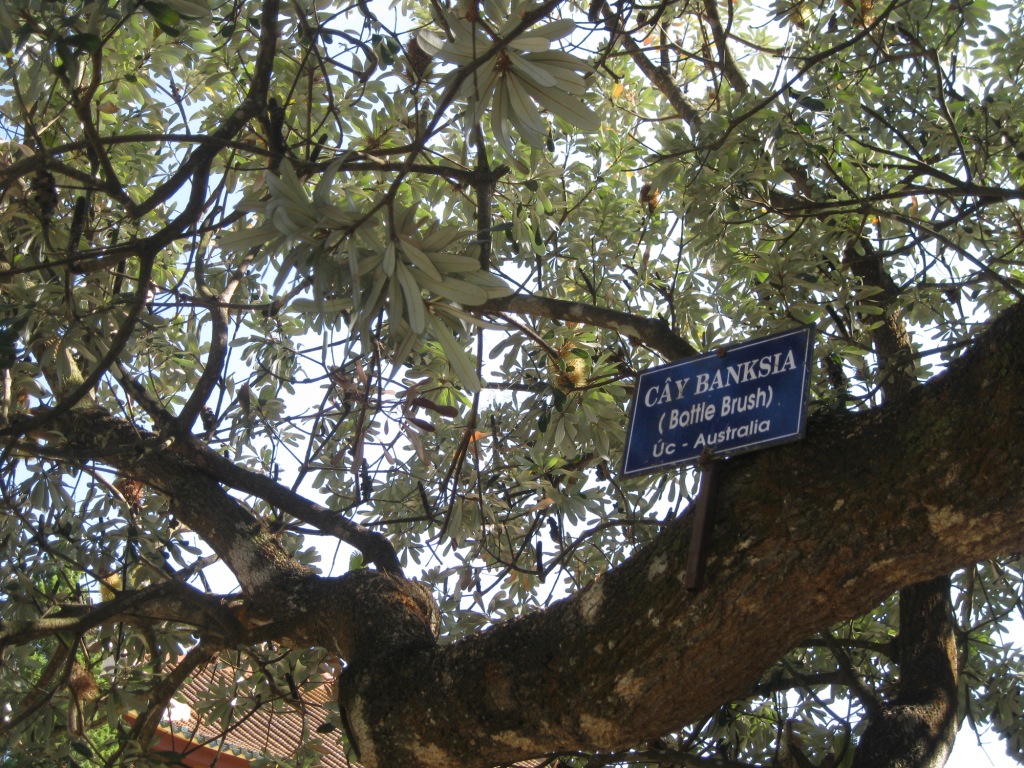 CÂY BANKSIA
( Bottle Brush)
Úc - Australia